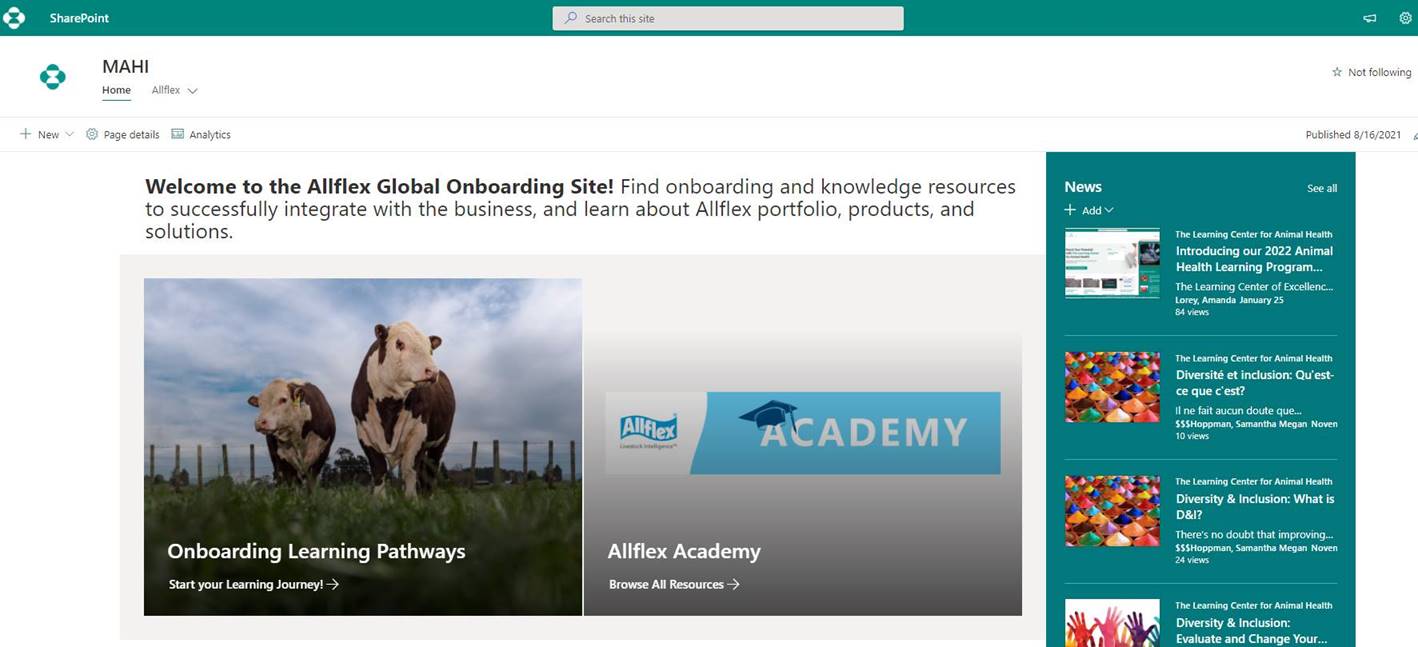 SharePoint
Search this site
MAHI
Home
Allflex
Not following
New
Page details
Analytics
Published 8/16/2021
Welcome to the Allflex Global Onboarding Site! Find onboarding and knowledge resources
to successfully integrate with the business, and learn about Allflex portfolio, products, and
solutions.
Allflex
Livestock Intelligence™
ACADEMY
Onboarding Learning Pathways
Start your Learning Journey!
Allflex Academy
Browse All Resources
News
See all
Add
The Learning Center for Animal Health
Introducing our 2022 Animal
Health Learning Program...
The Learning Center of Excellenc...
Lorey, Amanda January 25
84 views
The Learning Center for Animal Health
Diversité et inclusion: Qu'est-
ce que c'est?
Il ne fait aucun doute que...
$$$Hoppman, Samantha Megan Noven
10 views
The Learning Center for Animal Health
Diversity & Inclusion: What is
D&I?
There's no doubt that improving...
$$$Hoppman, Samantha Megan Noven
24 views
The Learning Center for Animal Health
Diversity & Inclusion:
Evaluate and Change Your...